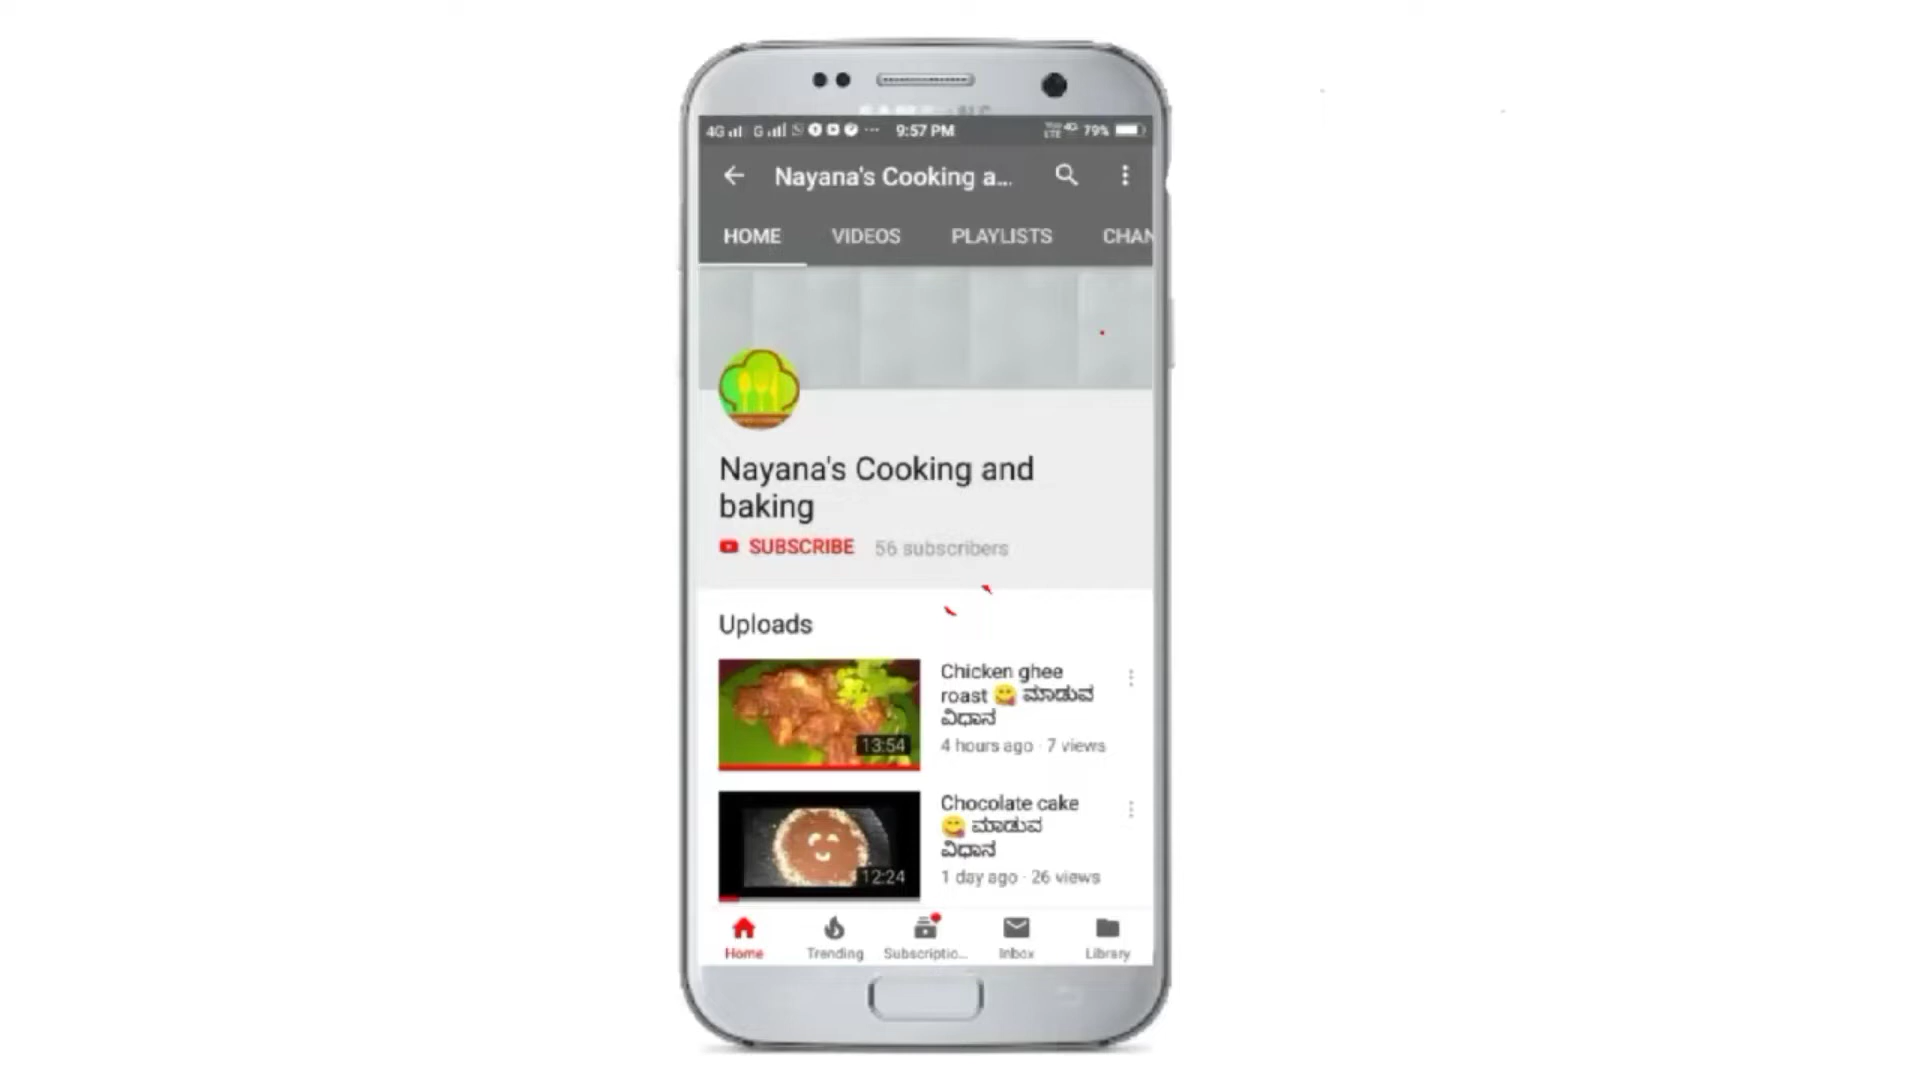 4G G 9:57 PM 4G 79%
Nayana's Cooking a...
HOME VIDEOS PLAYLISTS CHAN
Nayana's Cooking and
baking
SUBSCRIBE 56 subscribers
Uploads
Chicken ghee
roast 😋 ಮಾಡುವ
ವಿಧಾನ
4 hours ago · 7 views
13:54
Chocolate cake
😋 ಮಾಡುವ
ವಿಧಾನ
1 day ago · 26 views
12:24
Home Trending Subscriptio... Inbox Library